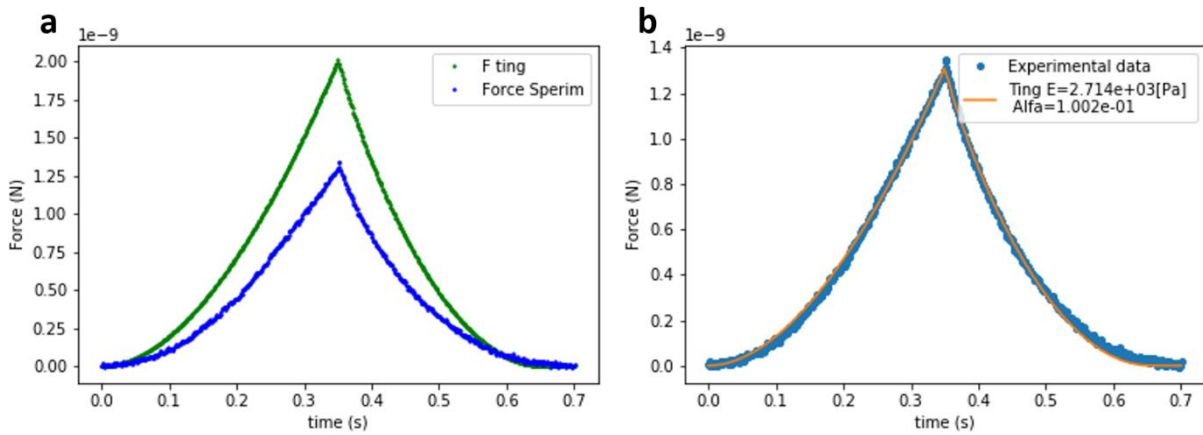 a
1e−9
2.00
1.75
1.50
1.25
1.00
0.75
0.50
0.25
0.00
Force (N)
F ting
Force Sperim
0.0 0.1 0.2 0.3 0.4 0.5 0.6 0.7
time (s)
b
1e−9
1.4
1.2
1.0
0.8
0.6
0.4
0.2
0.0
Force (N)
Experimental data
Ting E=2.714e+03[Pa]
Alfa=1.002e-01
0.0 0.1 0.2 0.3 0.4 0.5 0.6 0.7
time (s)